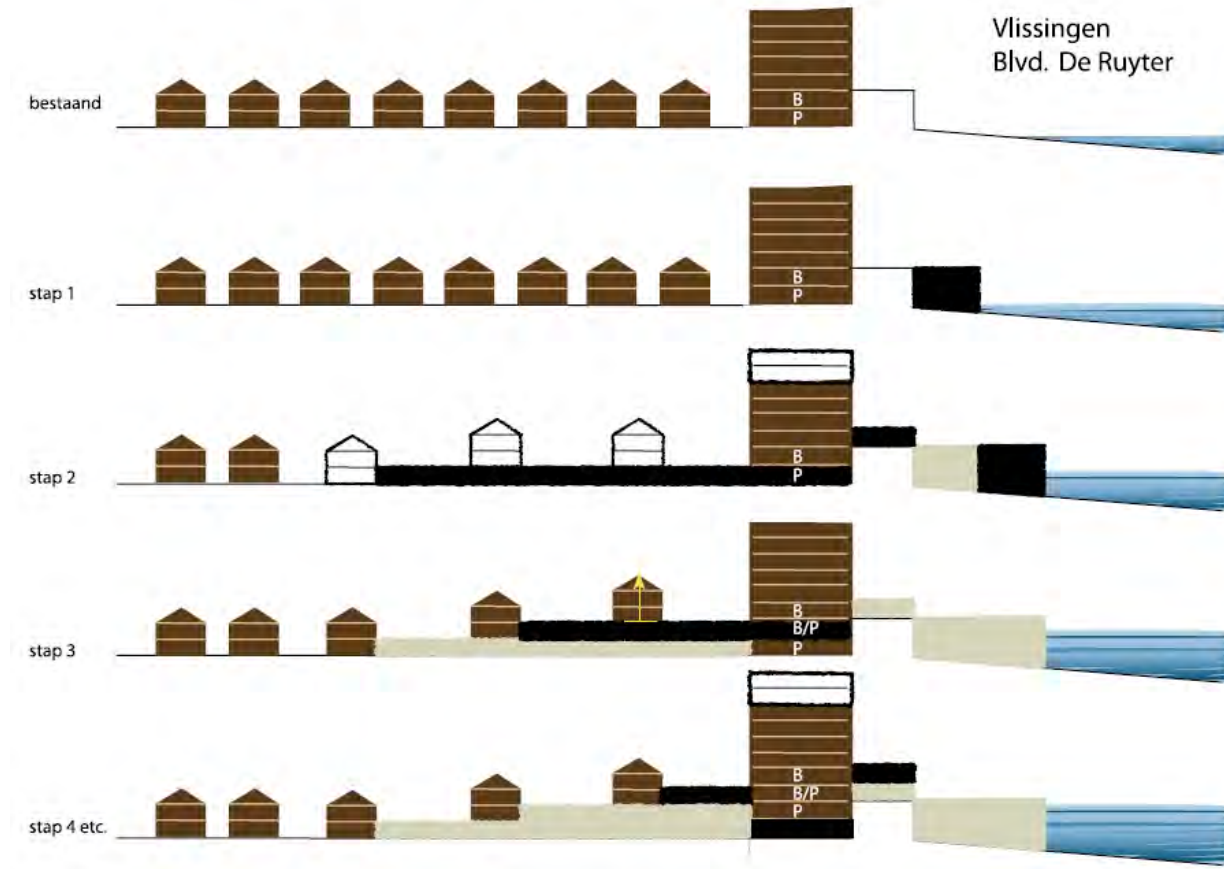 Vlissingen
Blvd. De Ruyter
bestaand
B
P
stap 1
B
P
stap 2
B
P
stap 3
B
B/P
P
stap 4 etc.
B
B/P
P